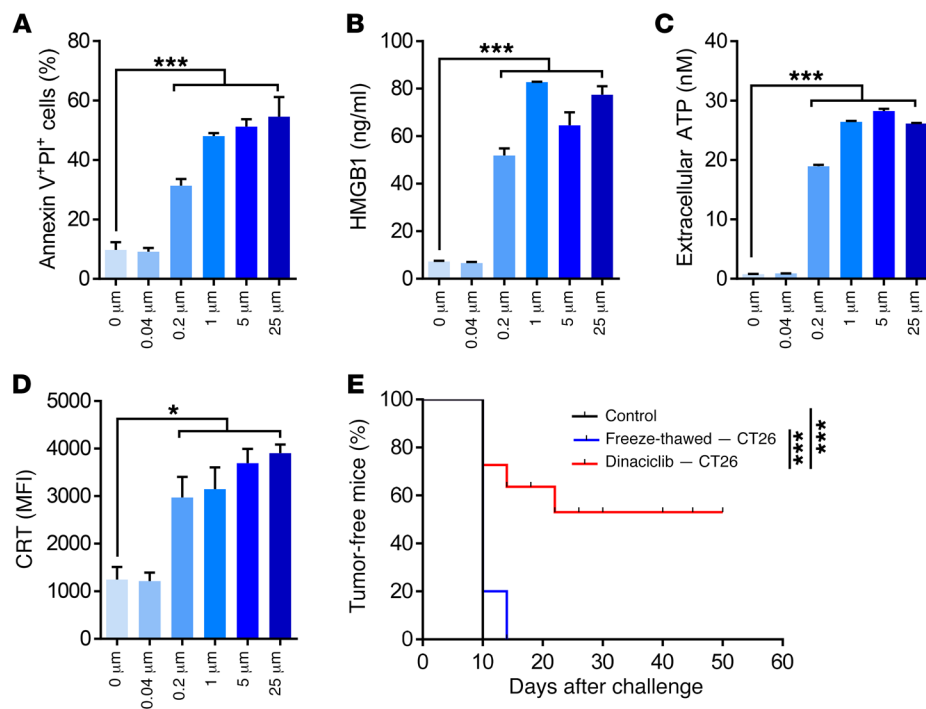 A
Annexin V⁺PI⁺ cells (%)
80
60
40
20
0
***
0 μm
0.04 μm
0.2 μm
1 μm
5 μm
25 μm
B
HMGB1 (ng/ml)
100
80
60
40
20
0
***
0 μm
0.04 μm
0.2 μm
1 μm
5 μm
25 μm
C
Extracellular ATP (nM)
40
30
20
10
0
***
0 μm
0.04 μm
0.2 μm
1 μm
5 μm
25 μm
D
CRT (MFI)
5000
4000
3000
2000
1000
0
*
0 μm
0.04 μm
0.2 μm
1 μm
5 μm
25 μm
E
Tumor-free mice (%)
100
80
60
40
20
0
Control
Freeze-thawed – CT26
Dinaciclib – CT26
***
***
0 10 20 30 40 50 60
Days after challenge